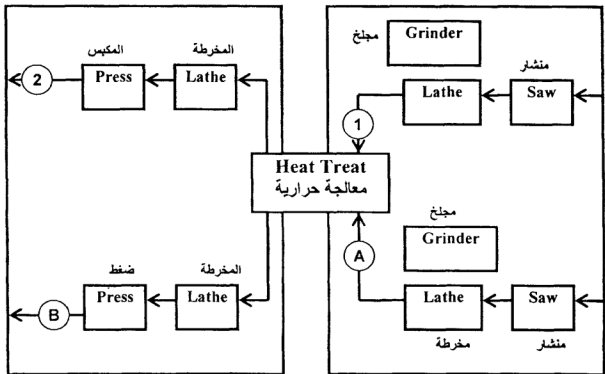 مجلخ
Grinder
المكبس
المخرطة
منشار
2
Press
Lathe
Lathe
Saw
1
Heat Treat
معالجة حرارية
مجلخ
Grinder
A
ضغط
المخرطة
B
Press
Lathe
Lathe
Saw
مخرطة
منشار